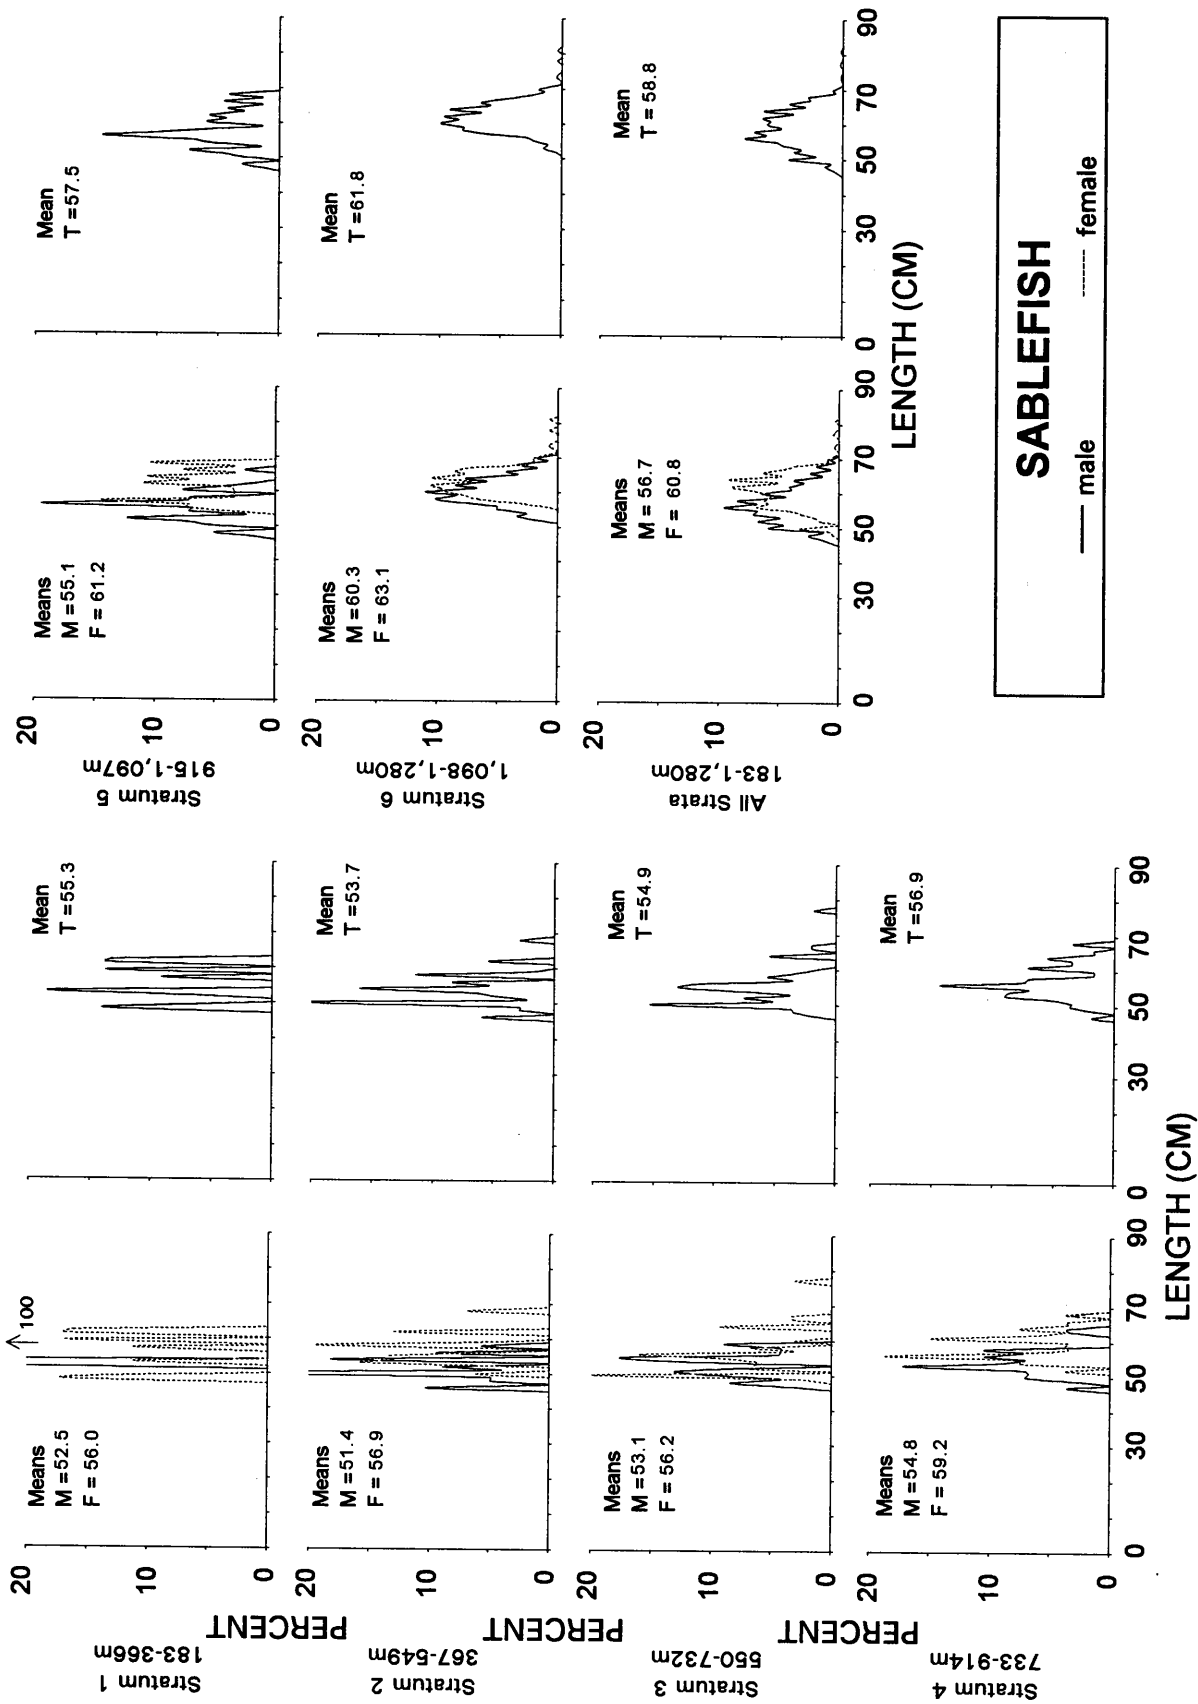 Stratum 1
183-366m
PERCENT
20
10
0
Means
M =52.5
F = 56.0
100
Mean
T =55.3
Stratum 2
367-549m
PERCENT
20
10
0
Means
M =51.4
F = 56.9
Mean
T =53.7
Stratum 3
550-732m
PERCENT
20
10
0
Means
M =53.1
F = 56.2
Mean
T =54.9
Stratum 4
733-914m
20
10
0
Means
M =54.8
F = 59.2
Mean
T =56.9
0 30 50 70 90 0 30 50 70 90
LENGTH (CM)
Stratum 5
915-1,097m
20
10
0
Means
M =55.1
F = 61.2
Mean
T =57.5
Stratum 6
1,098-1,280m
20
10
0
Means
M =60.3
F = 63.1
Mean
T =61.8
All Strata
183-1,280m
20
10
0
Means
M = 56.7
F = 60.8
Mean
T =58.8
0 30 50 70 90 0 30 50 70 90
LENGTH (CM)
SABLEFISH
male female